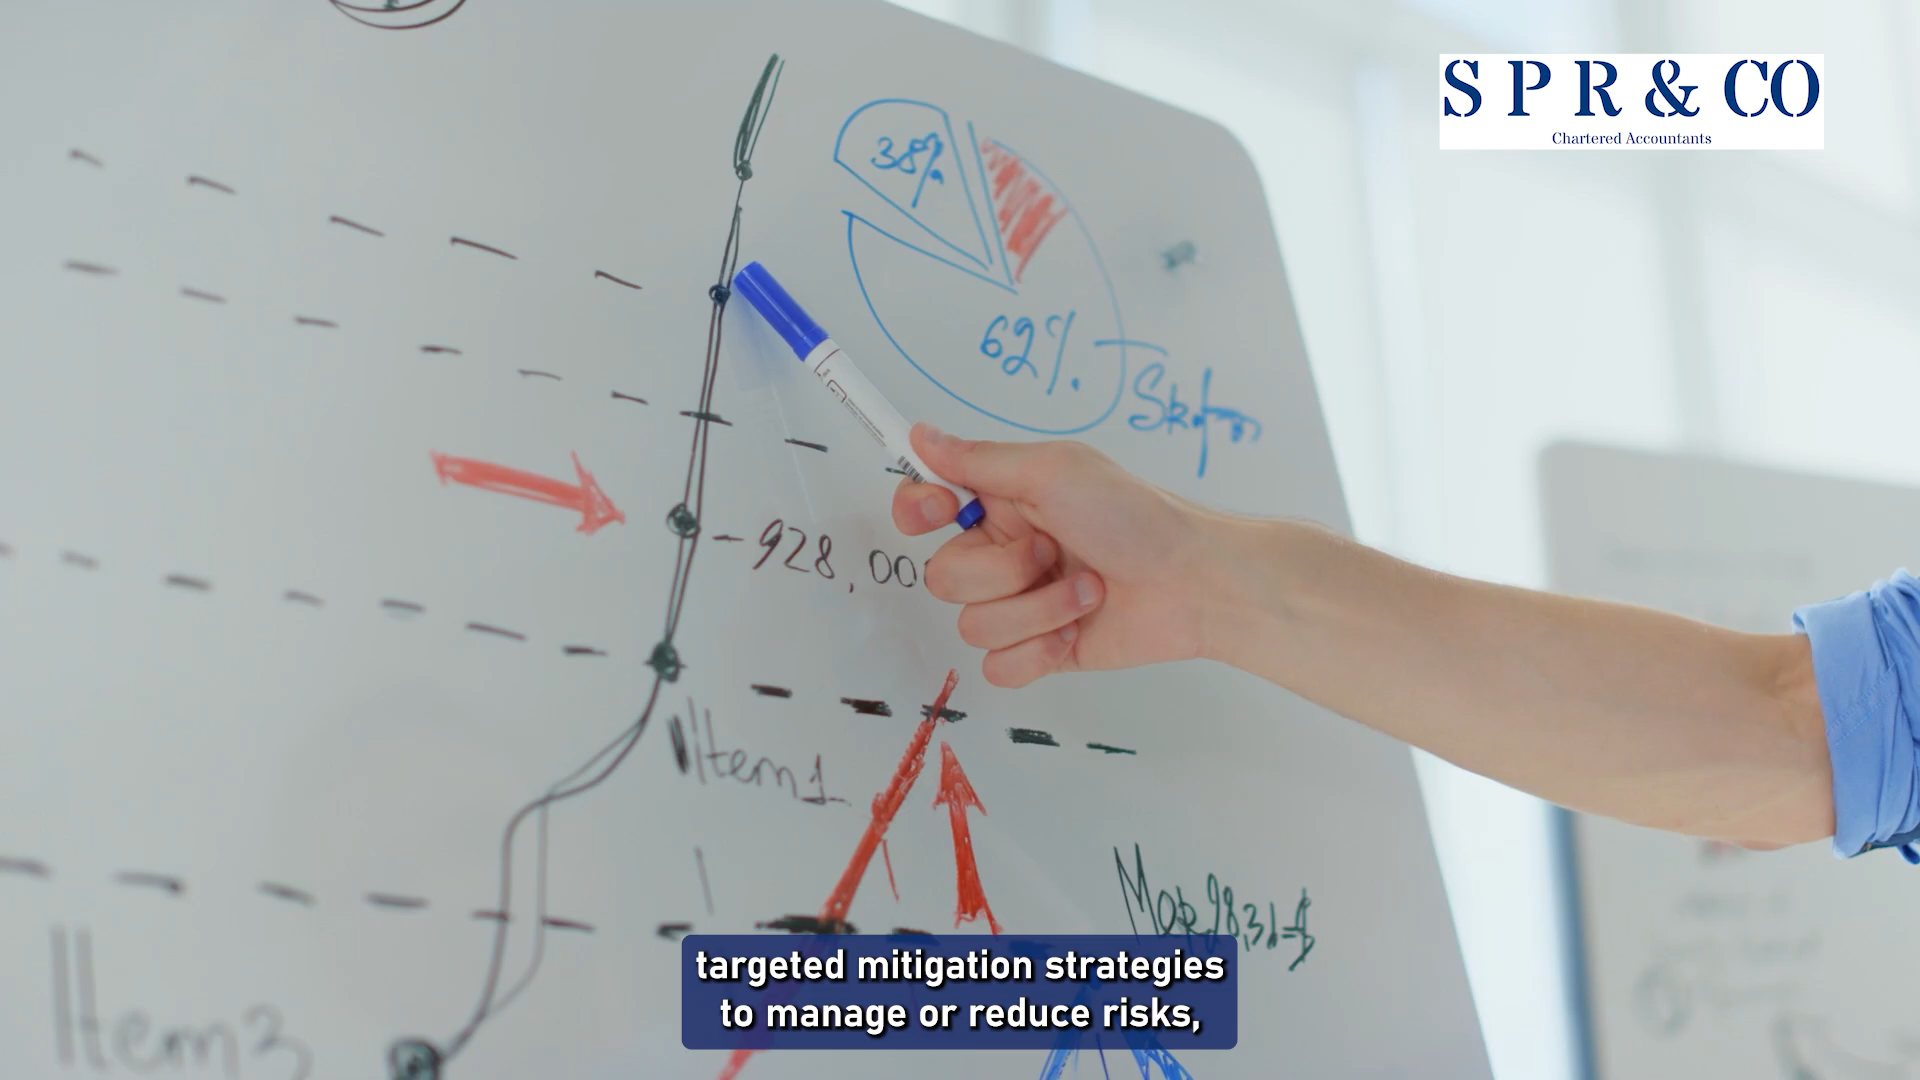 S P R & CO
Chartered Accountants
38%
62%
- 928,00
Item1
Item3
targeted mitigation strategies
to manage or reduce risks,